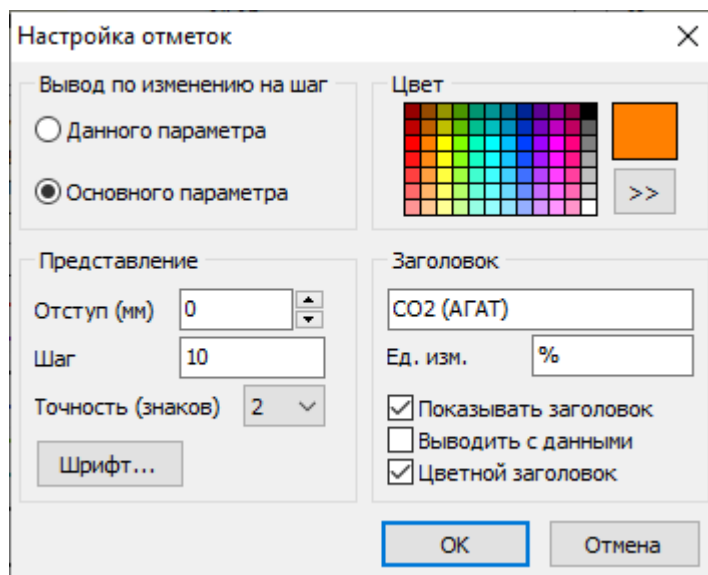 Настройка отметок
Вывод по изменению на шаг
Данного параметра
Основного параметра
Цвет
>>
Представление
Отступ (мм) 0
Шаг 10
Точность (знаков) 2
Шрифт...
Заголовок
CO2 (АГАТ)
Ед. изм. %
Показывать заголовок
Выводить с данными
Цветной заголовок
OK Отмена